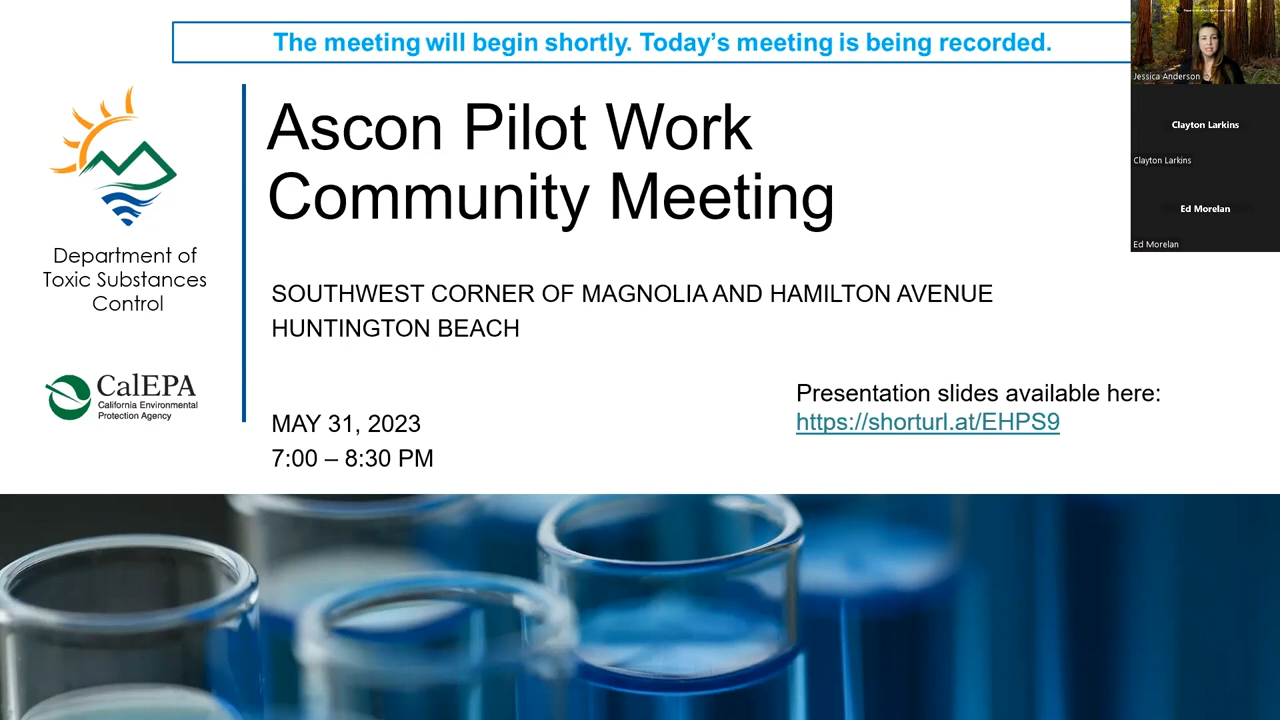 The meeting will begin shortly. Today's meeting is being recorded.
Jessica Anderson
Clayton Larkins
Clayton Larkins
Ed Morelan
Ed Morelan
Department of
Toxic Substances
Control
CalEPA
California Environmental
Protection Agency
Ascon Pilot Work
Community Meeting
SOUTHWEST CORNER OF MAGNOLIA AND HAMILTON AVENUE
HUNTINGTON BEACH
MAY 31, 2023
7:00 – 8:30 PM
Presentation slides available here:
https://shorturl.at/EHPS9